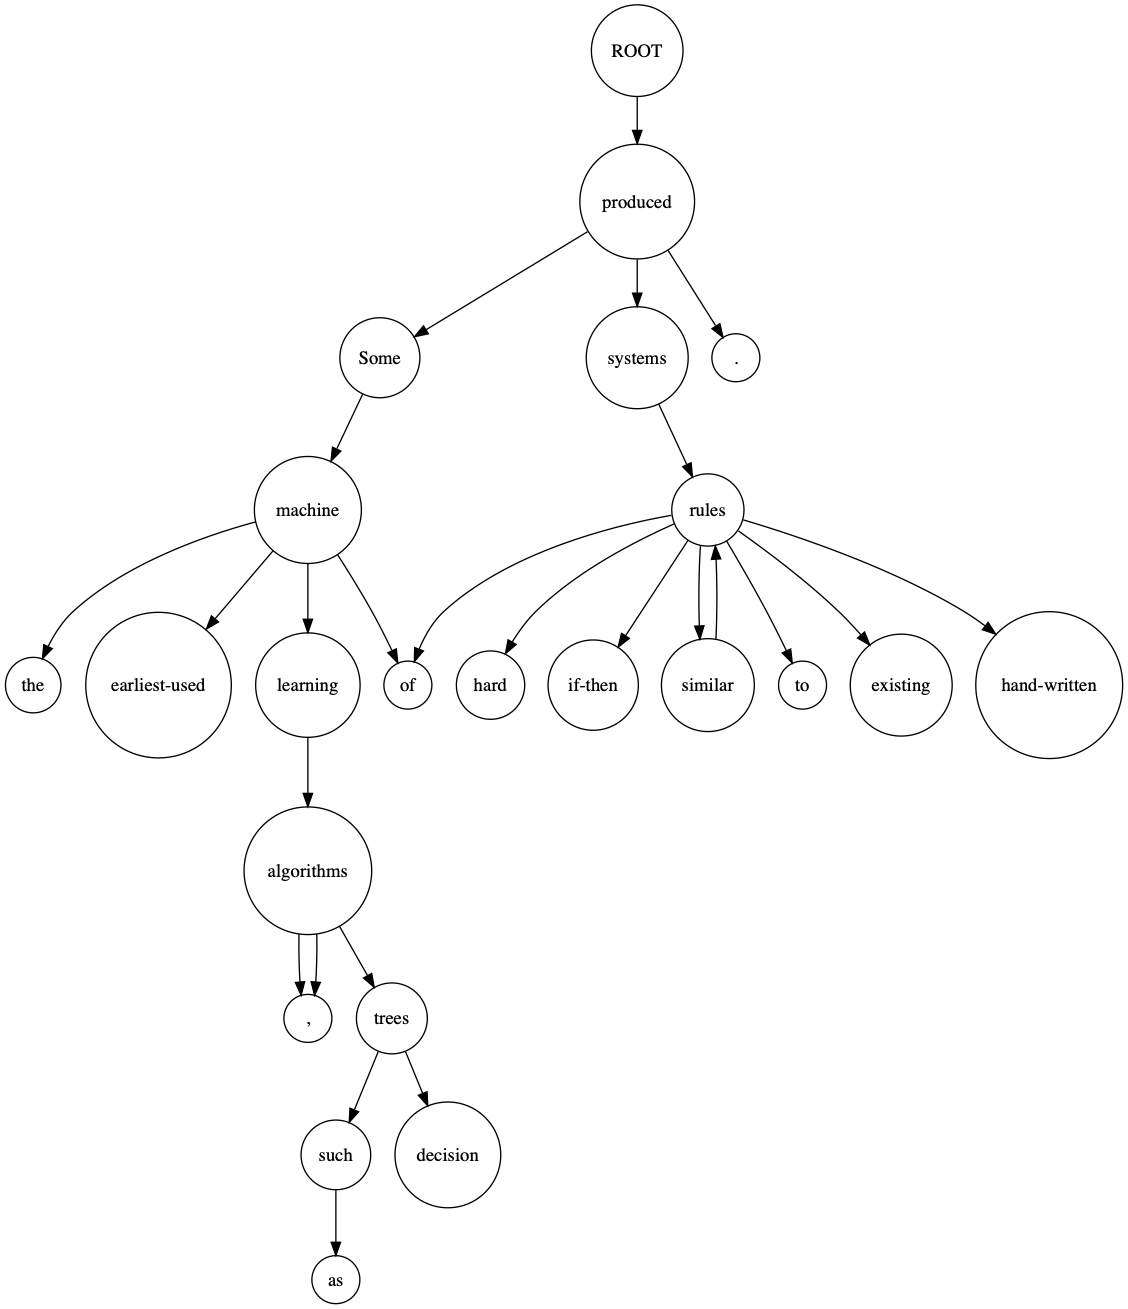 ROOT
produced
Some
systems
.
machine
rules
the
earliest-used
learning
of
hard
if-then
similar
to
existing
hand-written
algorithms
,
trees
such
decision
as